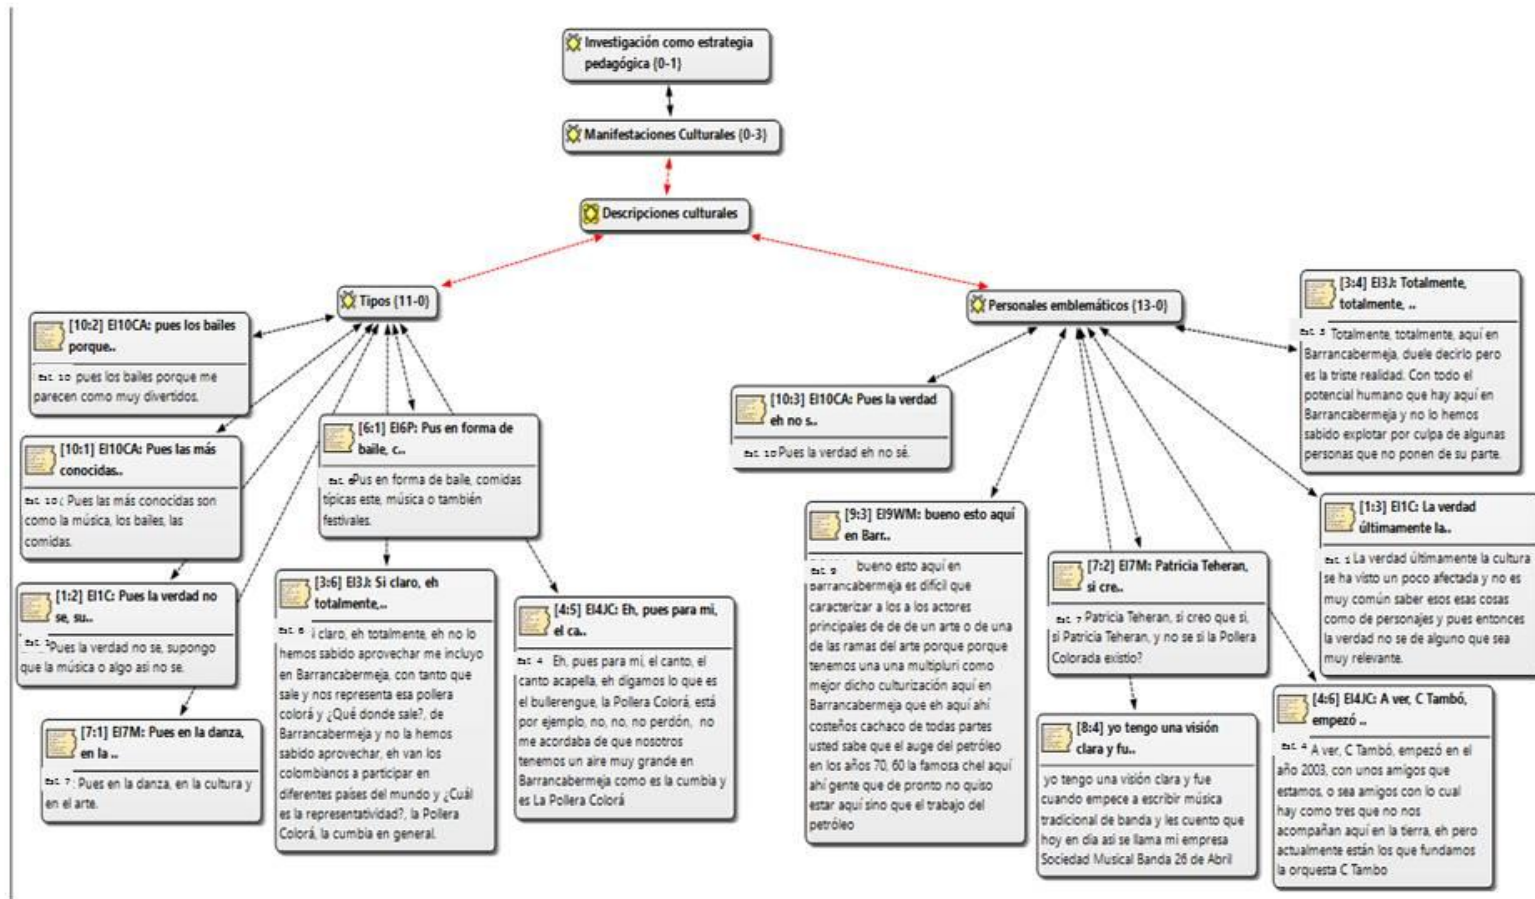 Investigación como estrategia
pedagógica {0-1}
Manifestaciones Culturales {0-3}
Descripciones culturales
Tipos {11-0}
[10:2] EI10CA: pues los bailes
porque..
Est. 10 pues los bailes porque me
parecen como muy divertidos.
[10:1] EI10CA: Pues las más
conocidas..
Est. 10 : Pues las más conocidas son
como la música, los bailes, las
comidas.
[1:2] EI1C: Pues la verdad no
se, su..
Pues la verdad no se, supongo
que la música o algo asi no se.
[7:1] EI7M: Pues en la danza,
en la ..
Est. 7 : Pues en la danza, en la cultura y
en el arte.
[6:1] EI6P: Pus en forma de
baile, c..
Pus en forma de baile, comidas
típicas este, música o también
festivales.
[3:6] EI3J: Si claro, eh
totalmente,..
i claro, eh totalmente, eh no lo
hemos sabido aprovechar me incluyo
en Barrancabermeja, con tanto que
sale y nos representa esa pollera
colorá y ¿Qué donde sale?, de
Barrancabermeja y no la hemos
sabido aprovechar, eh van los
colombianos a participar en
diferentes países del mundo y ¿Cuál
es la representatividad?, la Pollera
Colorá, la cumbia en general.
[4:5] EI4JC: Eh, pues para mi,
el ca..
Est. 4 Eh, pues para mí, el canto, el
canto acapella, eh digamos lo que es
el bullerengue, la Pollera Colorá, está
por ejemplo, no, no, no perdón, no
me acordaba de que nosotros
tenemos un aire muy grande en
Barrancabermeja como es la cumbia y
es La Pollera Colorá
Personales emblemáticos {13-0}
[10:3] EI10CA: Pues la verdad
eh no s..
Est. 10 Pues la verdad eh no sé.
[9:3] EI9WM: bueno esto aquí
en Barr..
Est. 9 bueno esto aquí en
Barrancabermeja es difícil que
caracterizar a los a los actores
principales de de de un arte o de una
de las ramas del arte porque porque
tenemos una una multipluri como
mejor dicho culturización aquí en
Barrancabermeja que eh aquí ahí
costeños cachaco de todas partes
usted sabe que el auge del petróleo
en los años 70, 60 la famosa chel aquí
ahí gente que de pronto no quiso
estar aquí sino que el trabajo del
petróleo
[7:2] EI7M: Patricia Teheran,
si cre..
Est. 7 Patricia Teheran, si creo que si,
si Patricia Teheran, y no se si la Pollera
Colorada existio?
[8:4] yo tengo una visión
clara y fu..
yo tengo una visión clara y fue
cuando empece a escribir música
tradicional de banda y les cuento que
hoy en dia asi se llama mi empresa
Sociedad Musical Banda 26 de Abril
[3:4] EI3J: Totalmente,
totalmente, ..
Est. 3 Totalmente, totalmente, aquí en
Barrancabermeja, duele decirlo pero
es la triste realidad. Con todo el
potencial humano que hay aquí en
Barrancabermeja y no lo hemos
sabido explotar por culpa de algunas
personas que no ponen de su parte.
[1:3] EI1C: La verdad
últimamente la..
Est. 1 La verdad últimamente la cultura
se ha visto un poco afectada y no es
muy común saber esos esas cosas
como de personajes y pues entonces
la verdad no se de alguno que sea
muy relevante.
[4:6] EI4JC: A ver, C Tambó,
empezó ..
Est. 4 A ver, C Tambó, empezó en el
año 2003, con unos amigos que
estamos, o sea amigos con lo cual
hay como tres que no nos
acompañan aquí en la tierra, eh pero
actualmente están los que fundamos
la orquesta C Tambo